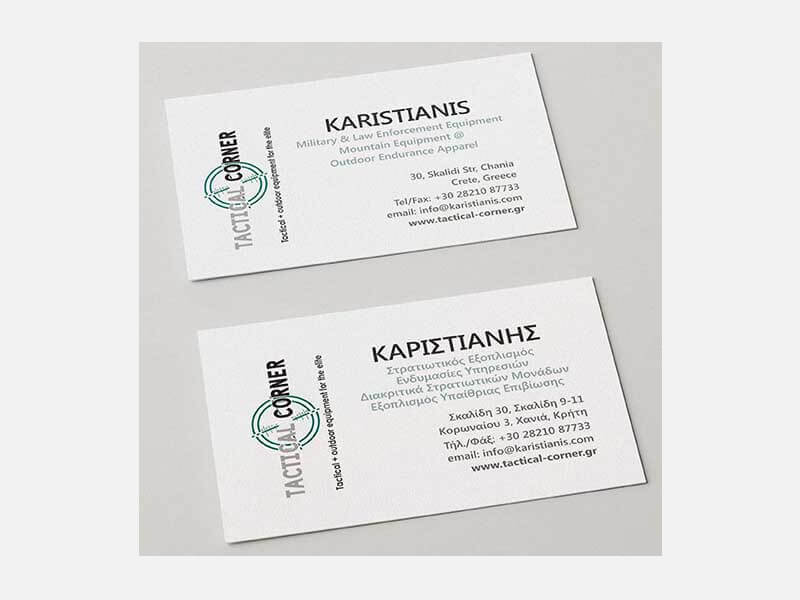 TACTICAL CORNER
Tactical + outdoor equipment for the elite
KARISTIANIS
Military & Law Enforcement Equipment
Mountain Equipment @
Outdoor Endurance Apparel
30, Skalidi Str, Chania
Crete, Greece
Tel/Fax: +30 28210 87733
email: info@karistianis.com
www.tactical-corner.gr
TACTICAL CORNER
Tactical + outdoor equipment for the elite
ΚΑΡΙΣΤΙΑΝΗΣ
Στρατιωτικός Εξοπλισμός
Ενδυμασίες Υπηρεσιών
Διακριτικά Στρατιωτικών Μονάδων
Εξοπλισμός Υπαίθριας Επιβίωσης
Σκαλίδη 30, Σκαλίδη 9-11
Κορωναίου 3, Χανιά, Κρήτη
Τήλ./Φάξ: +30 28210 87733
email: info@karistianis.com
www.tactical-corner.gr